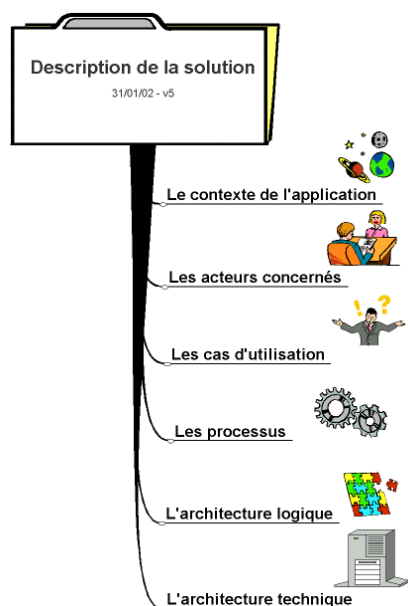 Description de la solution
31/01/02 - v5
Le contexte de l'application
Les acteurs concernés
! ?
Les cas d'utilisation
Les processus
L'architecture logique
L'architecture technique